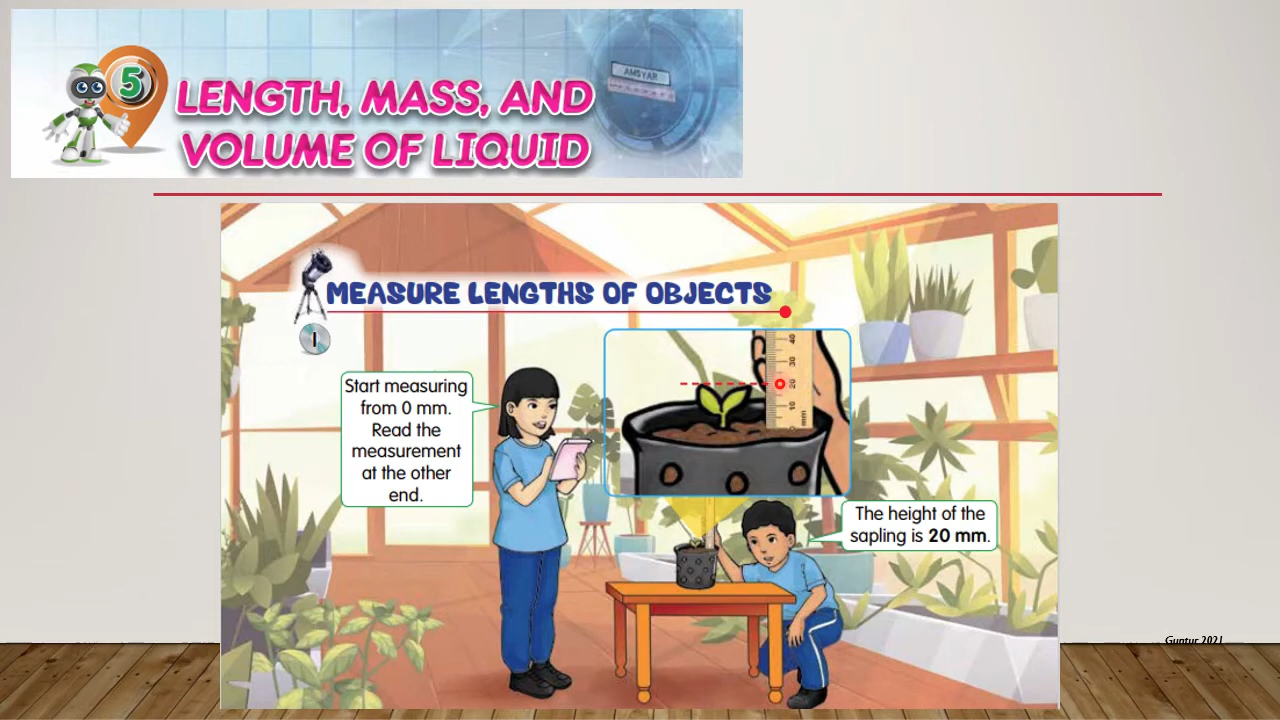 5
LENGTH, MASS, AND
VOLUME OF LIQUID
AMSYAR
MEASURE LENGTHS OF OBJECTS
1
Start measuring
from 0 mm.
Read the
measurement
at the other
end.
40
30
20
10
0
mm
The height of the
sapling is 20 mm.
Guntur 2021